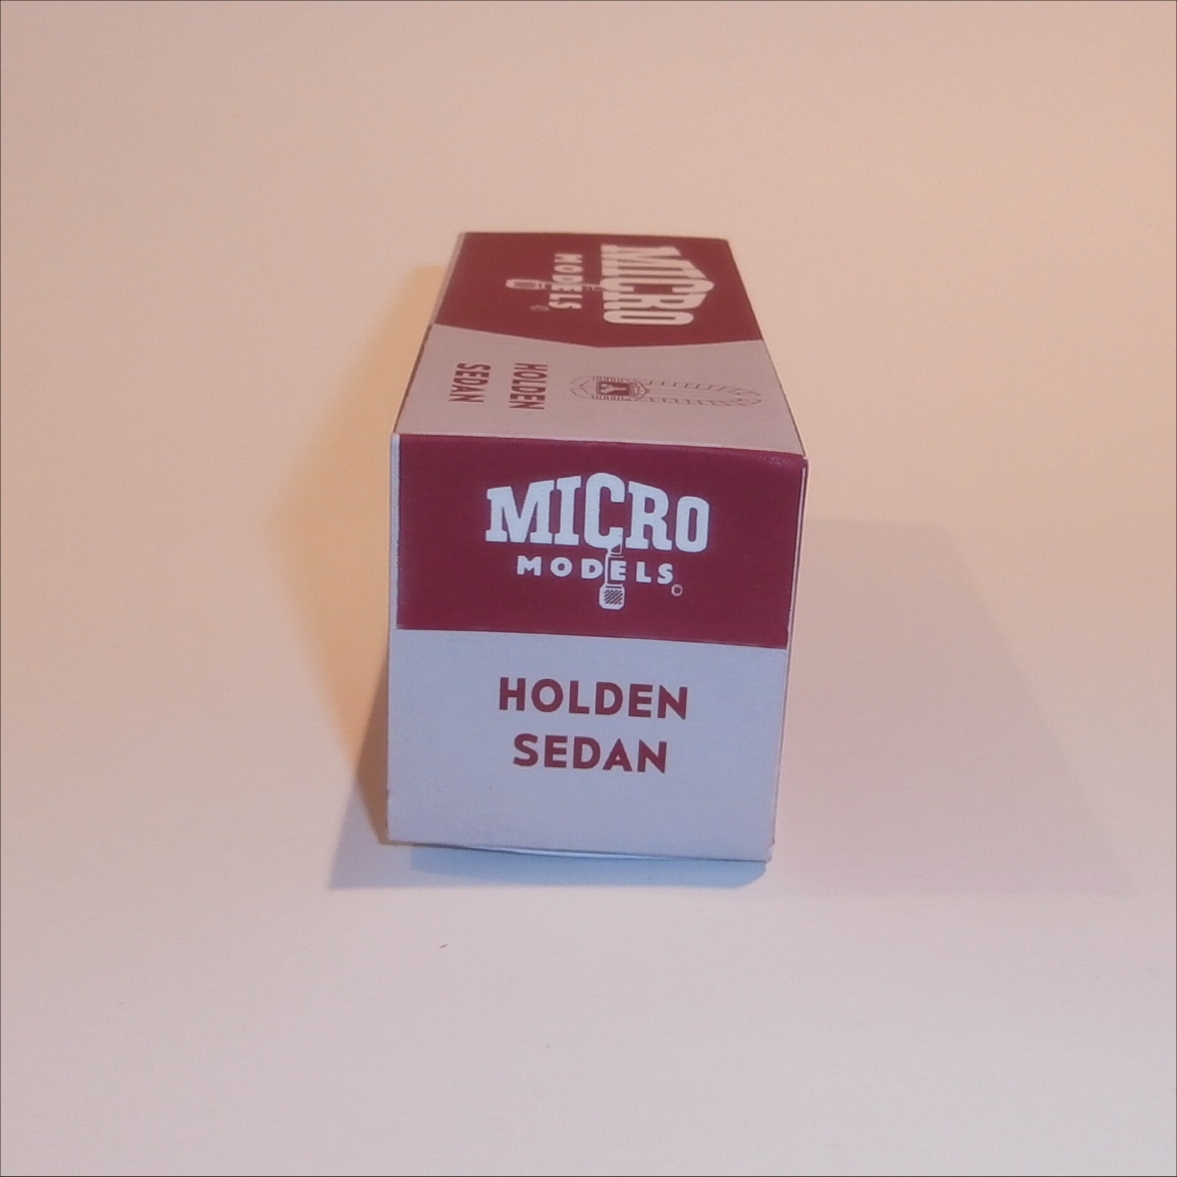 MICRO
MODELS
HOLDEN
SEDAN
MICRO
MODELS
HOLDEN
SEDAN